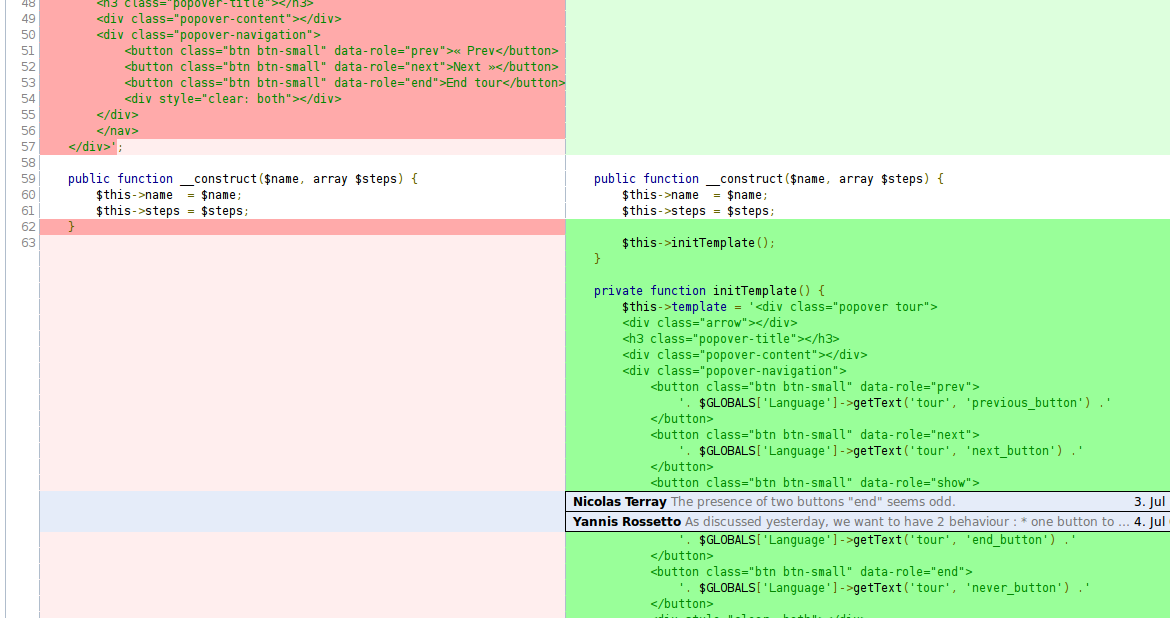 48         <h3 class="popover-title"></h3>
49         <div class="popover-content"></div>
50         <div class="popover-navigation">
51             <button class="btn btn-small" data-role="prev">« Prev</button>
52             <button class="btn btn-small" data-role="next">Next »</button>
53             <button class="btn btn-small" data-role="end">End tour</button>
54             <div style="clear: both"></div>
55         </div>
56         </nav>
57     </div>';
58
59     public function __construct($name, array $steps) {
60         $this->name  = $name;
61         $this->steps = $steps;
62     }
63
public function __construct($name, array $steps) {
    $this->name  = $name;
    $this->steps = $steps;
    $this->initTemplate();
}
private function initTemplate() {
    $this->template = '<div class="popover tour">
    <div class="arrow"></div>
    <h3 class="popover-title"></h3>
    <div class="popover-content"></div>
    <div class="popover-navigation">
        <button class="btn btn-small" data-role="prev">
            '. $GLOBALS['Language']->getText('tour', 'previous_button') .'
        </button>
        <button class="btn btn-small" data-role="next">
            '. $GLOBALS['Language']->getText('tour', 'next_button') .'
        </button>
        <button class="btn btn-small" data-role="show">
Nicolas Terray The presence of two buttons "end" seems odd. 3. Jul
Yannis Rossetto As discussed yesterday, we want to have 2 behaviour : * one button to ... 4. Jul
            '. $GLOBALS['Language']->getText('tour', 'end_button') .'
        </button>
        <button class="btn btn-small" data-role="end">
            '. $GLOBALS['Language']->getText('tour', 'never_button') .'
        </button>
        <div style="clear: both"></div>